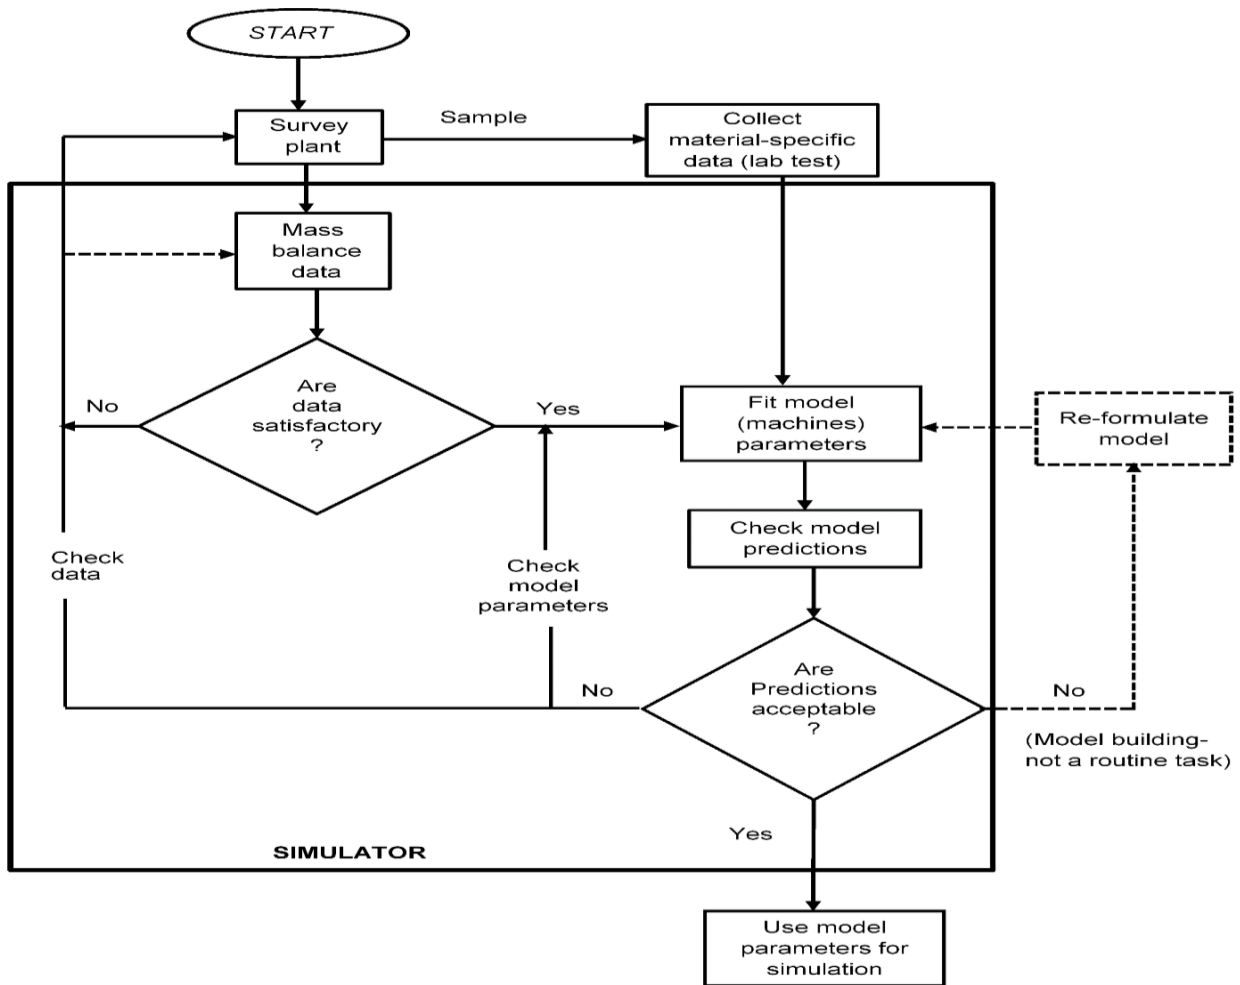 START
Survey
plant
Sample
Collect
material-specific
data (lab test)
Mass
balance
data
Are
data
satisfactory
?
No
Yes
Fit model
(machines)
parameters
Re-formulate
model
Check model
predictions
Check
data
Check
model
parameters
Are
Predictions
acceptable
?
No
No
(Model building-
not a routine task)
Yes
SIMULATOR
Use model
parameters for
simulation